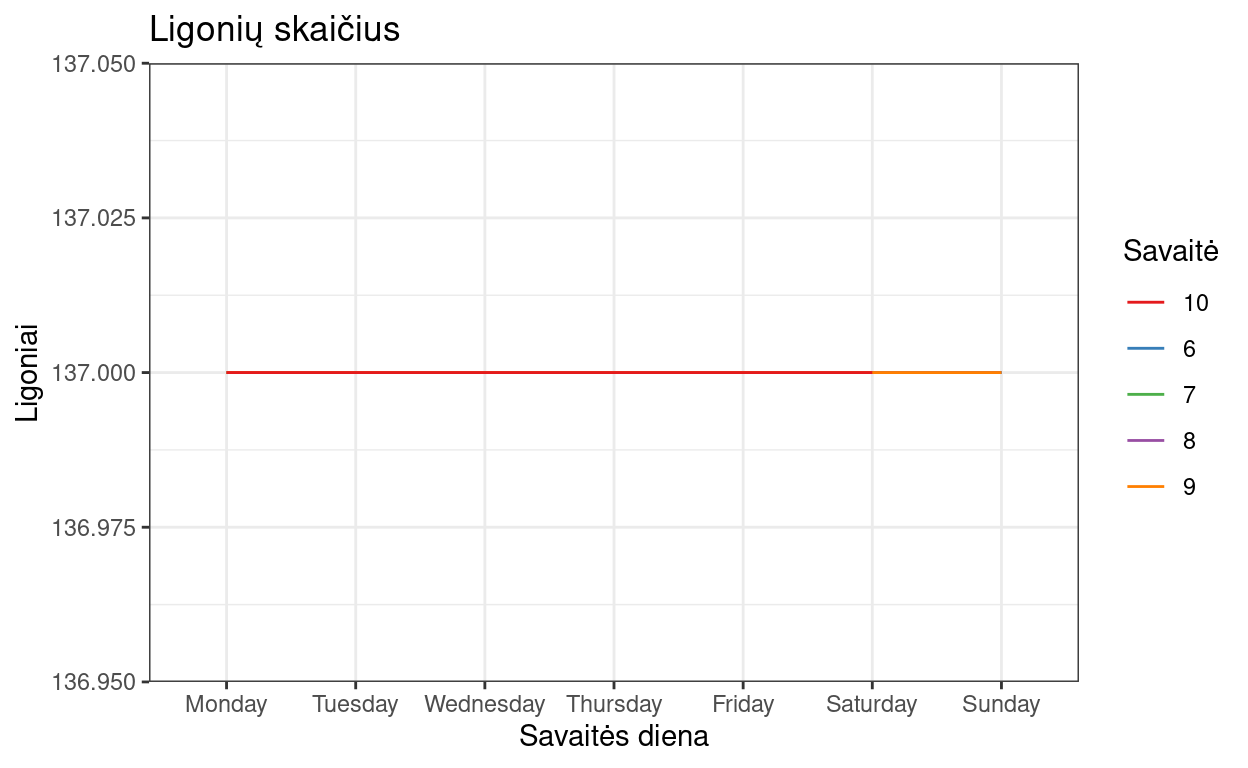 Ligonių skaičius
137.050
137.025
137.000
136.975
136.950
Ligoniai
Monday Tuesday Wednesday Thursday Friday Saturday Sunday
Savaitės diena
Savaitė
10
6
7
8
9